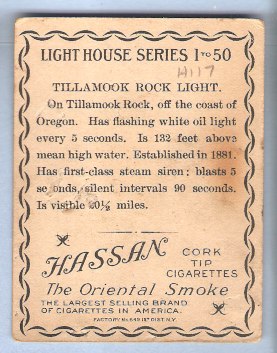 LIGHT HOUSE SERIES 1 TO 50
H117
TILLAMOOK ROCK LIGHT.
On Tillamook Rock, off the coast of
Oregon. Has flashing white oil light
every 5 seconds. Is 132 feet above
mean high water. Established in 1881.
Has first-class steam siren; blasts 5
seconds, silent intervals 90 seconds.
Is visible 20½ miles.
HASSAN
CORK
TIP
CIGARETTES
The Oriental Smoke
THE LARGEST SELLING BRAND
OF CIGARETTES IN AMERICA.
FACTORY No. 649 1ST DIST. N.Y.